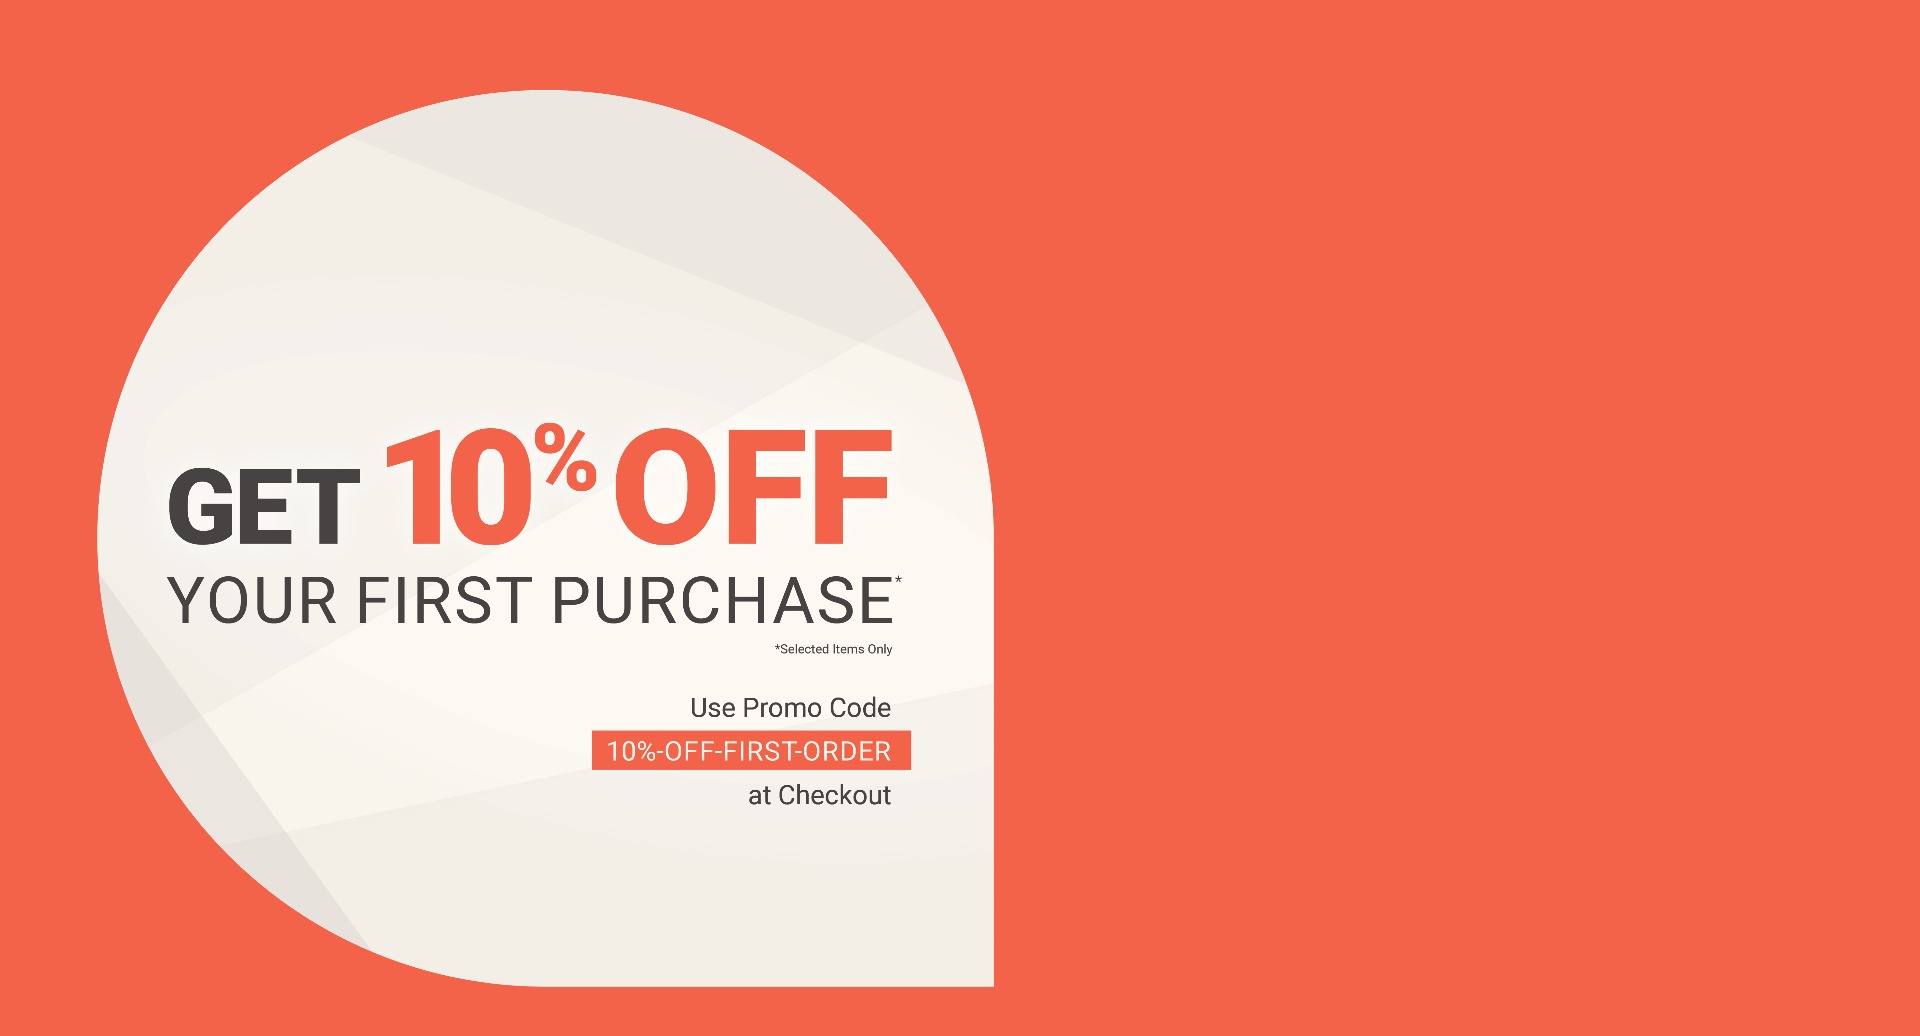 GET 10% OFF
YOUR FIRST PURCHASE*
*Selected Items Only
Use Promo Code
10%-OFF-FIRST-ORDER
at Checkout